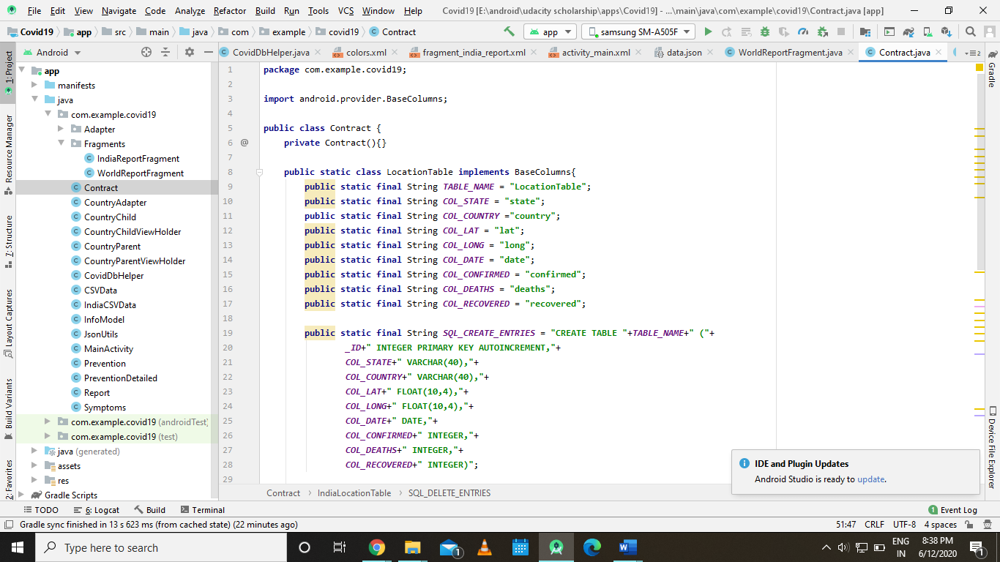 File Edit View Navigate Code Analyze Refactor Build Run Tools VCS Window Help Covid19 [E:\android\udacity scholarship\apps\Covid19] - ...\main\java\com\example\covid19\Contract.java [app]
Covid19 app src main java com example covid19 Contract app samsung SM-A505F
Android CovidDbHelper.java colors.xml fragment_india_report.xml activity_main.xml data.json WorldReportFragment.java Contract.java 2
1: Project
Resource Manager
7: Structure
Layout Captures
Build Variants
2: Favorites
app
manifests
java
com.example.covid19
Adapter
Fragments
IndiaReportFragment
WorldReportFragment
Contract
CountryAdapter
CountryChild
CountryChildViewHolder
CountryParent
CountryParentViewHolder
CovidDbHelper
CSVData
IndiaCSVData
InfoModel
JsonUtils
MainActivity
Prevention
PreventionDetailed
Report
Symptoms
com.example.covid19 (androidTest)
com.example.covid19 (test)
java (generated)
assets
res
Gradle Scripts
1 package com.example.covid19;
2
3 import android.provider.BaseColumns;
4
5 public class Contract {
6 @ private Contract(){}
7
8 public static class LocationTable implements BaseColumns{
9 public static final String TABLE_NAME = "LocationTable";
10 public static final String COL_STATE = "state";
11 public static final String COL_COUNTRY ="country";
12 public static final String COL_LAT = "lat";
13 public static final String COL_LONG = "long";
14 public static final String COL_DATE = "date";
15 public static final String COL_CONFIRMED = "confirmed";
16 public static final String COL_DEATHS = "deaths";
17 public static final String COL_RECOVERED = "recovered";
18
19 public static final String SQL_CREATE_ENTRIES = "CREATE TABLE "+TABLE_NAME+" ("+
20 _ID+" INTEGER PRIMARY KEY AUTOINCREMENT,"+
21 COL_STATE+" VARCHAR(40),"+
22 COL_COUNTRY+" VARCHAR(40),"+
23 COL_LAT+" FLOAT(10,4),"+
24 COL_LONG+" FLOAT(10,4),"+
25 COL_DATE+" DATE,"+
26 COL_CONFIRMED+" INTEGER,"+
27 COL_DEATHS+" INTEGER,"+
28 COL_RECOVERED+" INTEGER)";
29
Gradle
Device File Explorer
IDE and Plugin Updates
Android Studio is ready to update.
Contract IndiaLocationTable SQL_DELETE_ENTRIES
TODO 6: Logcat Build Terminal 1 Event Log
Gradle sync finished in 13 s 623 ms (from cached state) (22 minutes ago) 51:47 CRLF UTF-8 4 spaces
Type here to search 1 ENG IN 8:38 PM 6/12/2020 1